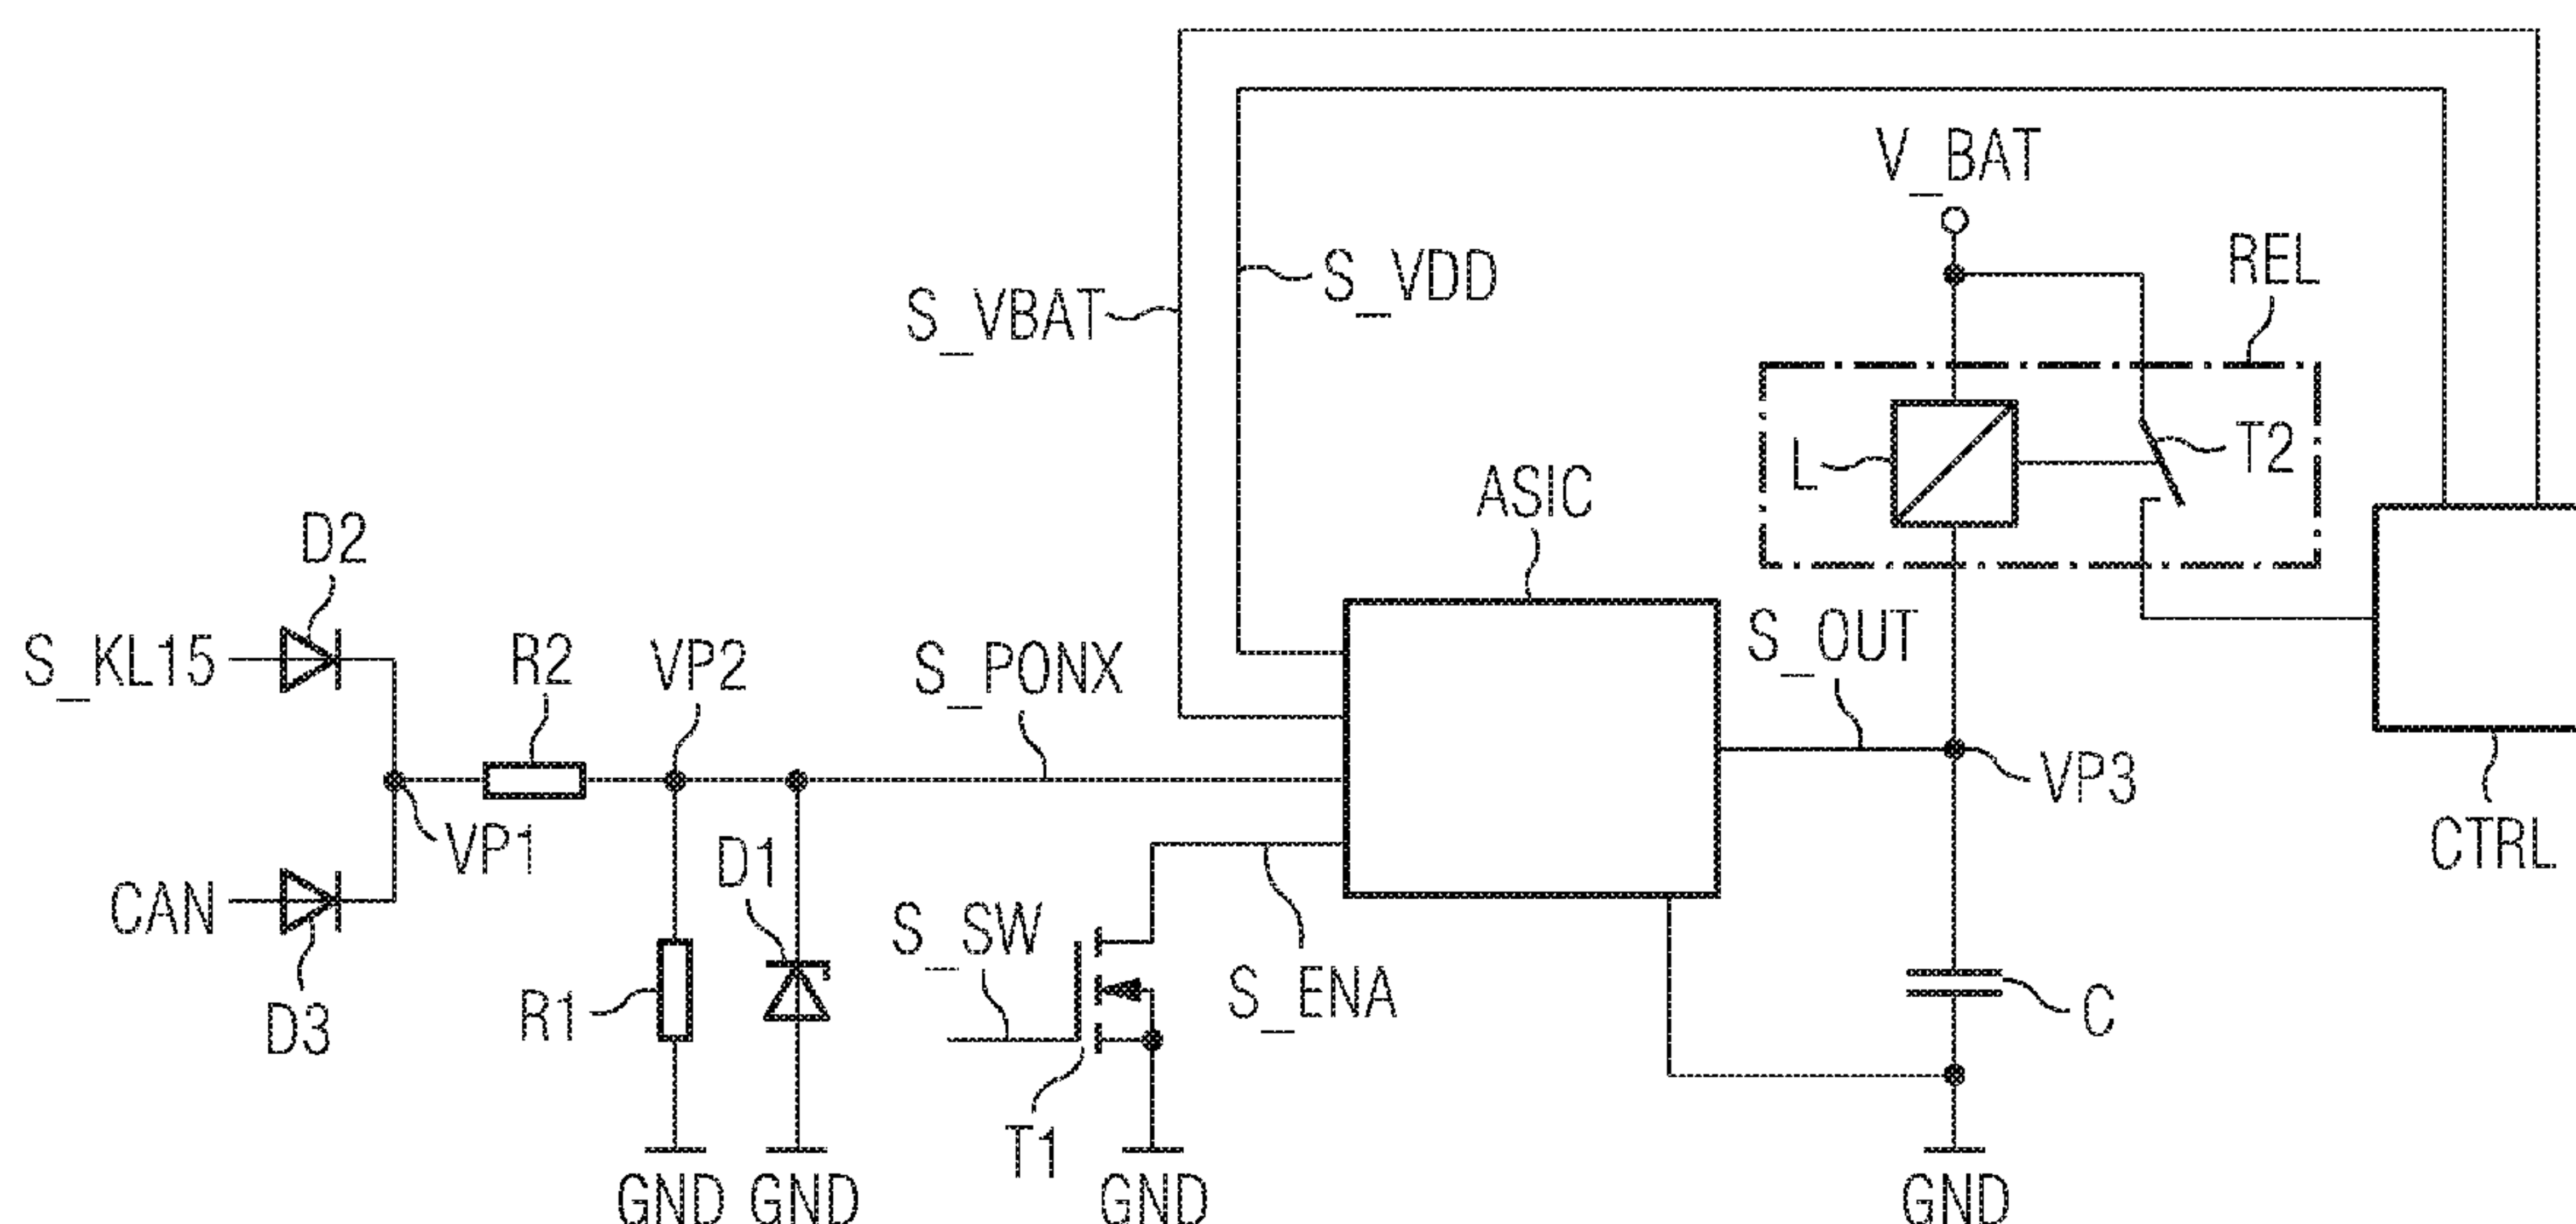 V_BAT
REL
S_VDD
S_VBAT
T2
L
ASIC
D2
S_KL15
R2
VP2
S_PONX
S_OUT
VP3
VP1
D1
CTRL
CAN
S_SW
S_ENA
D3
R1
C
T1
GND
GND
GND
GND